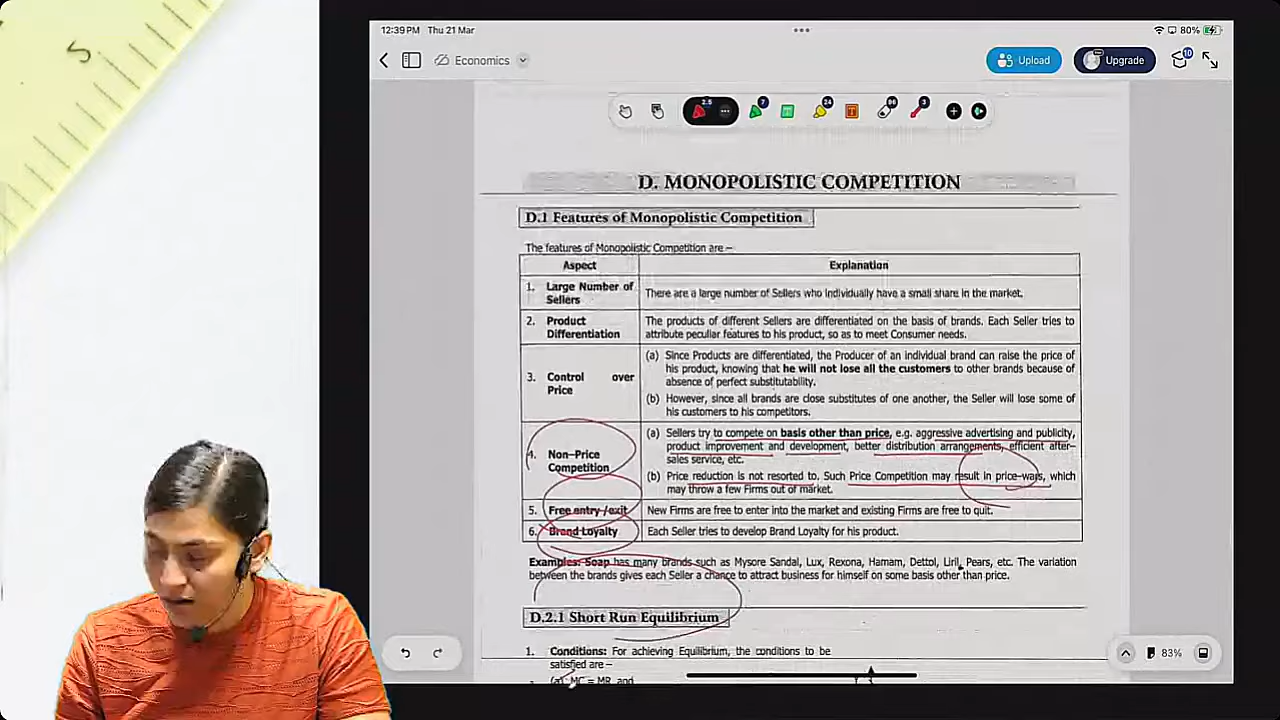 5
12:39 PM Thu 21 Mar
80%
Economics
Upload
Upgrade
10
2.5
7
24
96
3
D. MONOPOLISTIC COMPETITION
D.1 Features of Monopolistic Competition
The features of Monopolistic Competition are –
Aspect Explanation
1. Large Number of Sellers
There are a large number of Sellers who individually have a small share in the market.
2. Product Differentiation
The products of different Sellers are differentiated on the basis of brands. Each Seller tries to
attribute peculiar features to his product, so as to meet Consumer needs.
3. Control over Price
(a) Since Products are differentiated, the Producer of an individual brand can raise the price of
his product, knowing that he will not lose all the customers to other brands because of
absence of perfect substitutability.
(b) However, since all brands are close substitutes of one another, the Seller will lose some of
his customers to his competitors.
4. Non–Price Competition
(a) Sellers try to compete on basis other than price, e.g. aggressive advertising and publicity,
product improvement and development, better distribution arrangements, efficient after-
sales service, etc.
(b) Price reduction is not resorted to. Such Price Competition may result in price-wars, which
may throw a few Firms out of market.
5. Free entry /exit New Firms are free to enter into the market and existing Firms are free to quit.
6. Brand Loyalty Each Seller tries to develop Brand Loyalty for his product.
Examples: Soap has many brands such as Mysore Sandal, Lux, Rexona, Hamam, Dettol, Liril, Pears, etc. The variation
between the brands gives each Seller a chance to attract business for himself on some basis other than price.
D.2.1 Short Run Equilibrium
1. Conditions: For achieving Equilibrium, the conditions to be
satisfied are –
(a) MC = MR, and
83%